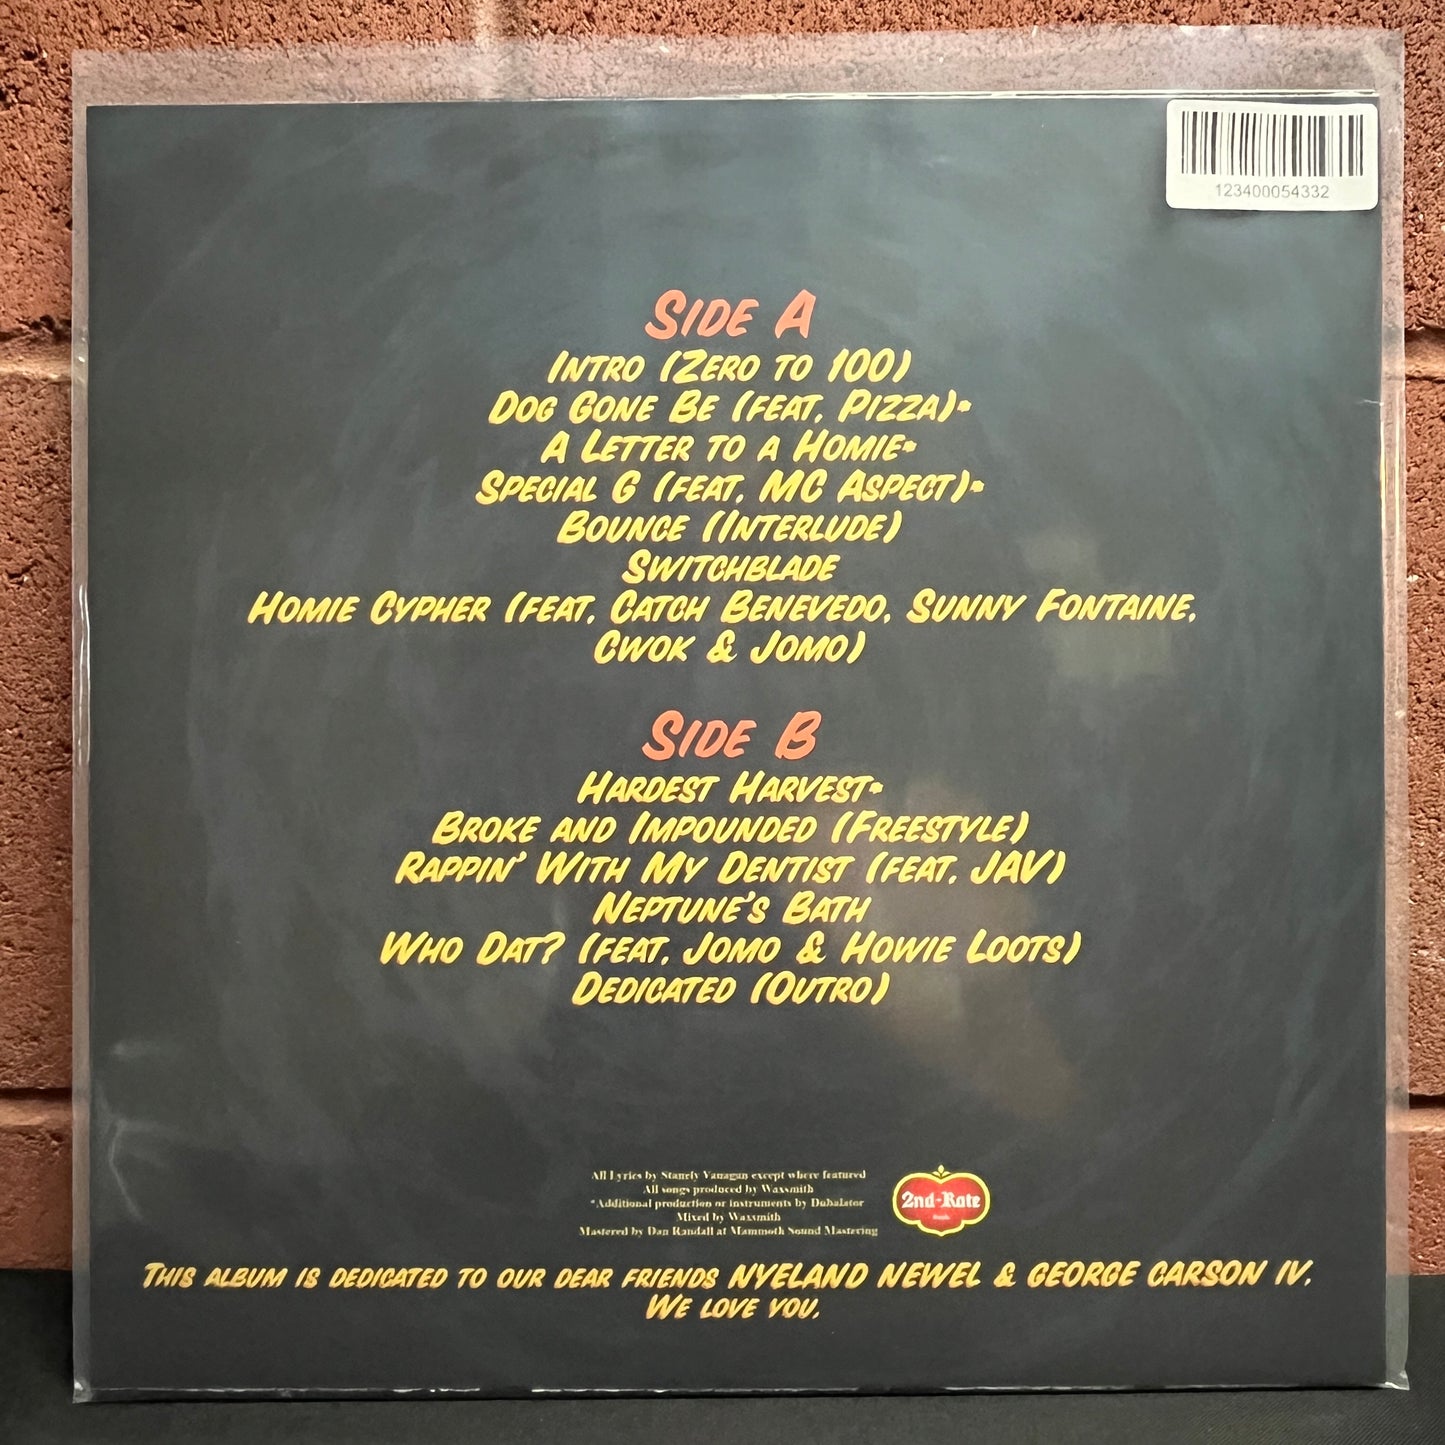 123400054332
Side A
Intro (Zero to 100)
Dog Gone Be (feat. Pizza)*
A Letter to a Homie*
Special G (feat. MC Aspect)*
Bounce (Interlude)
Switchblade
Homie Cypher (feat. Catch Benevedo, Sunny Fontaine,
Cwok & Jomo)
Side B
Hardest Harvest*
Broke and Impounded (Freestyle)
Rappin' With My Dentist (feat. JAV)
Neptune's Bath
Who Dat? (feat. Jomo & Howie Loots)
Dedicated (Outro)
All Lyrics by Stanely Vanagan except where featured
All songs produced by Waxsmith
*Additional production or instruments by Dubalator
Mixed by Waxsmith
Mastered by Dan Randall at Mammoth Sound Mastering
2nd-Rate
This album is dedicated to our dear friends NYELAND NEWEL & GEORGE CARSON IV.
We love you.